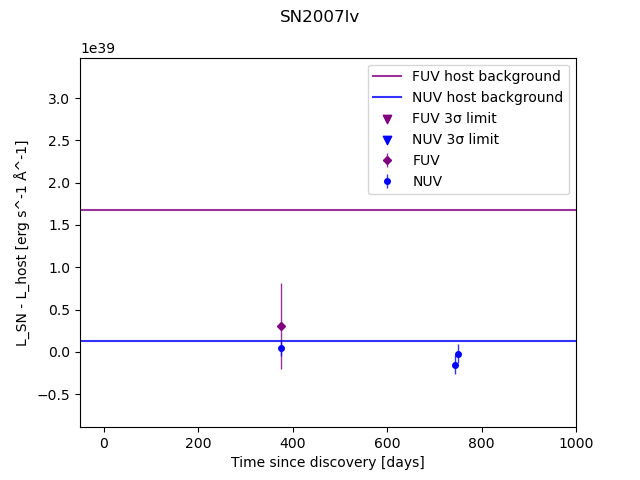 SN2007lv
1e39
L_SN - L_host [erg s^-1 Å^-1]
3.0
2.5
2.0
1.5
1.0
0.5
0.0
−0.5
FUV host background
NUV host background
FUV 3σ limit
NUV 3σ limit
FUV
NUV
0 200 400 600 800 1000
Time since discovery [days]